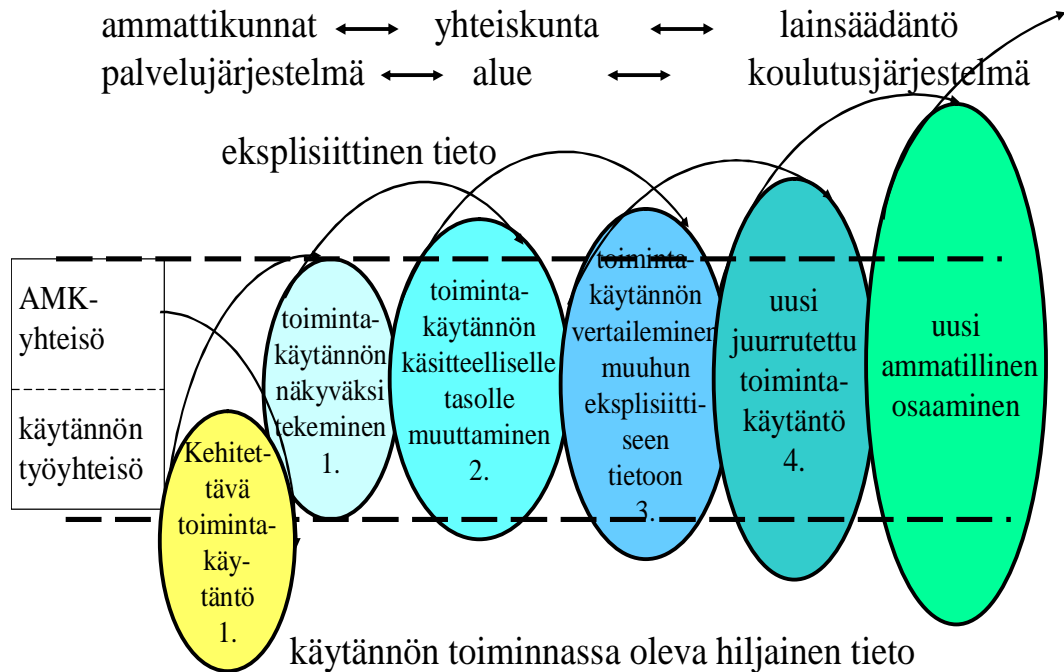 ammattikunnat yhteiskunta lainsäädäntö
palvelujärjestelmä alue koulutusjärjestelmä
eksplisiittinen tieto
AMK-
yhteisö
käytännön
työyhteisö
Kehitet-
tävä
toiminta-
käy-
täntö
1.
toiminta-
käytännön
näkyväksi
tekeminen
1.
toiminta-
käytännön
käsitteelliselle
tasolle
muuttaminen
2.
toiminta-
käytännön
vertaileminen
muuhun
eksplisiitti-
seen
tietoon
3.
uusi
juurrutettu
toiminta-
käytäntö
4.
uusi
ammatillinen
osaaminen
käytännön toiminnassa oleva hiljainen tieto